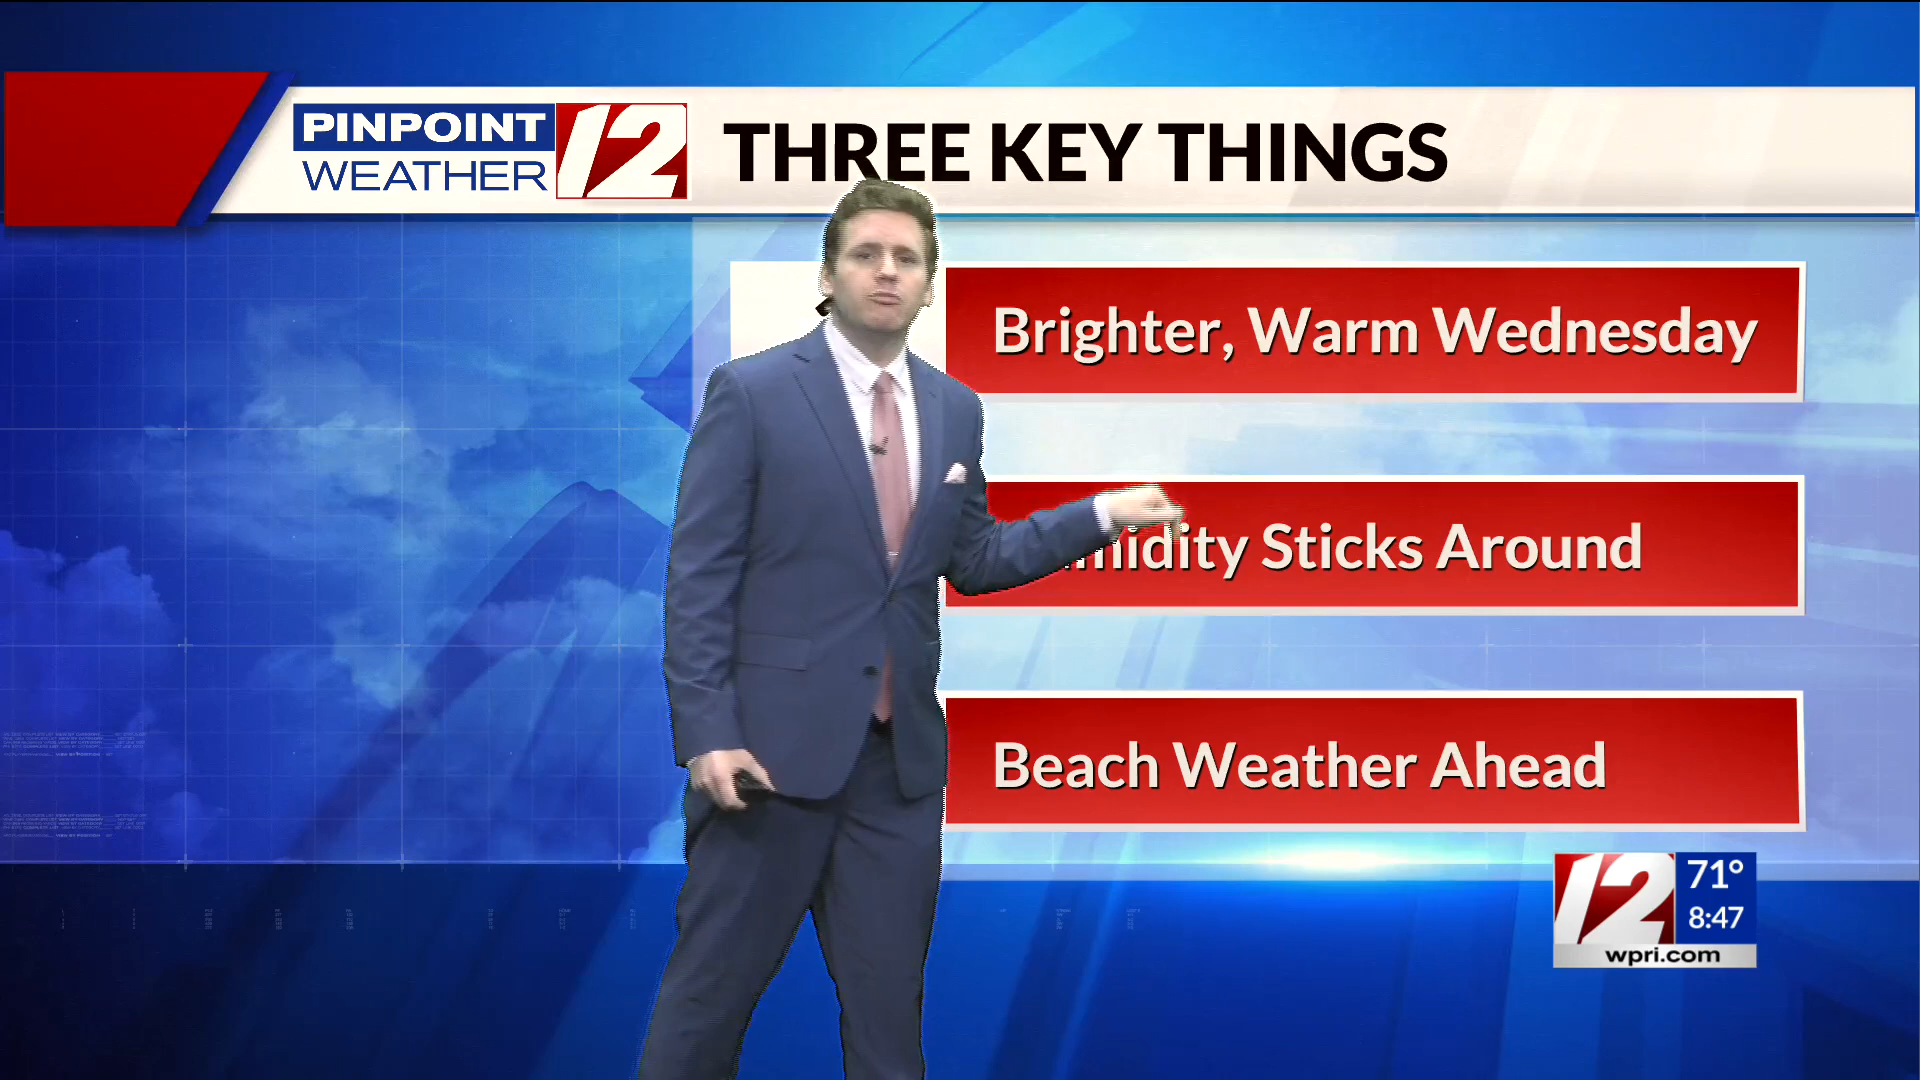 PINPOINT
WEATHER
12
THREE KEY THINGS
Brighter, Warm Wednesday
Sticks Around
Beach Weather Ahead
12
71°
8:47
wpri.com